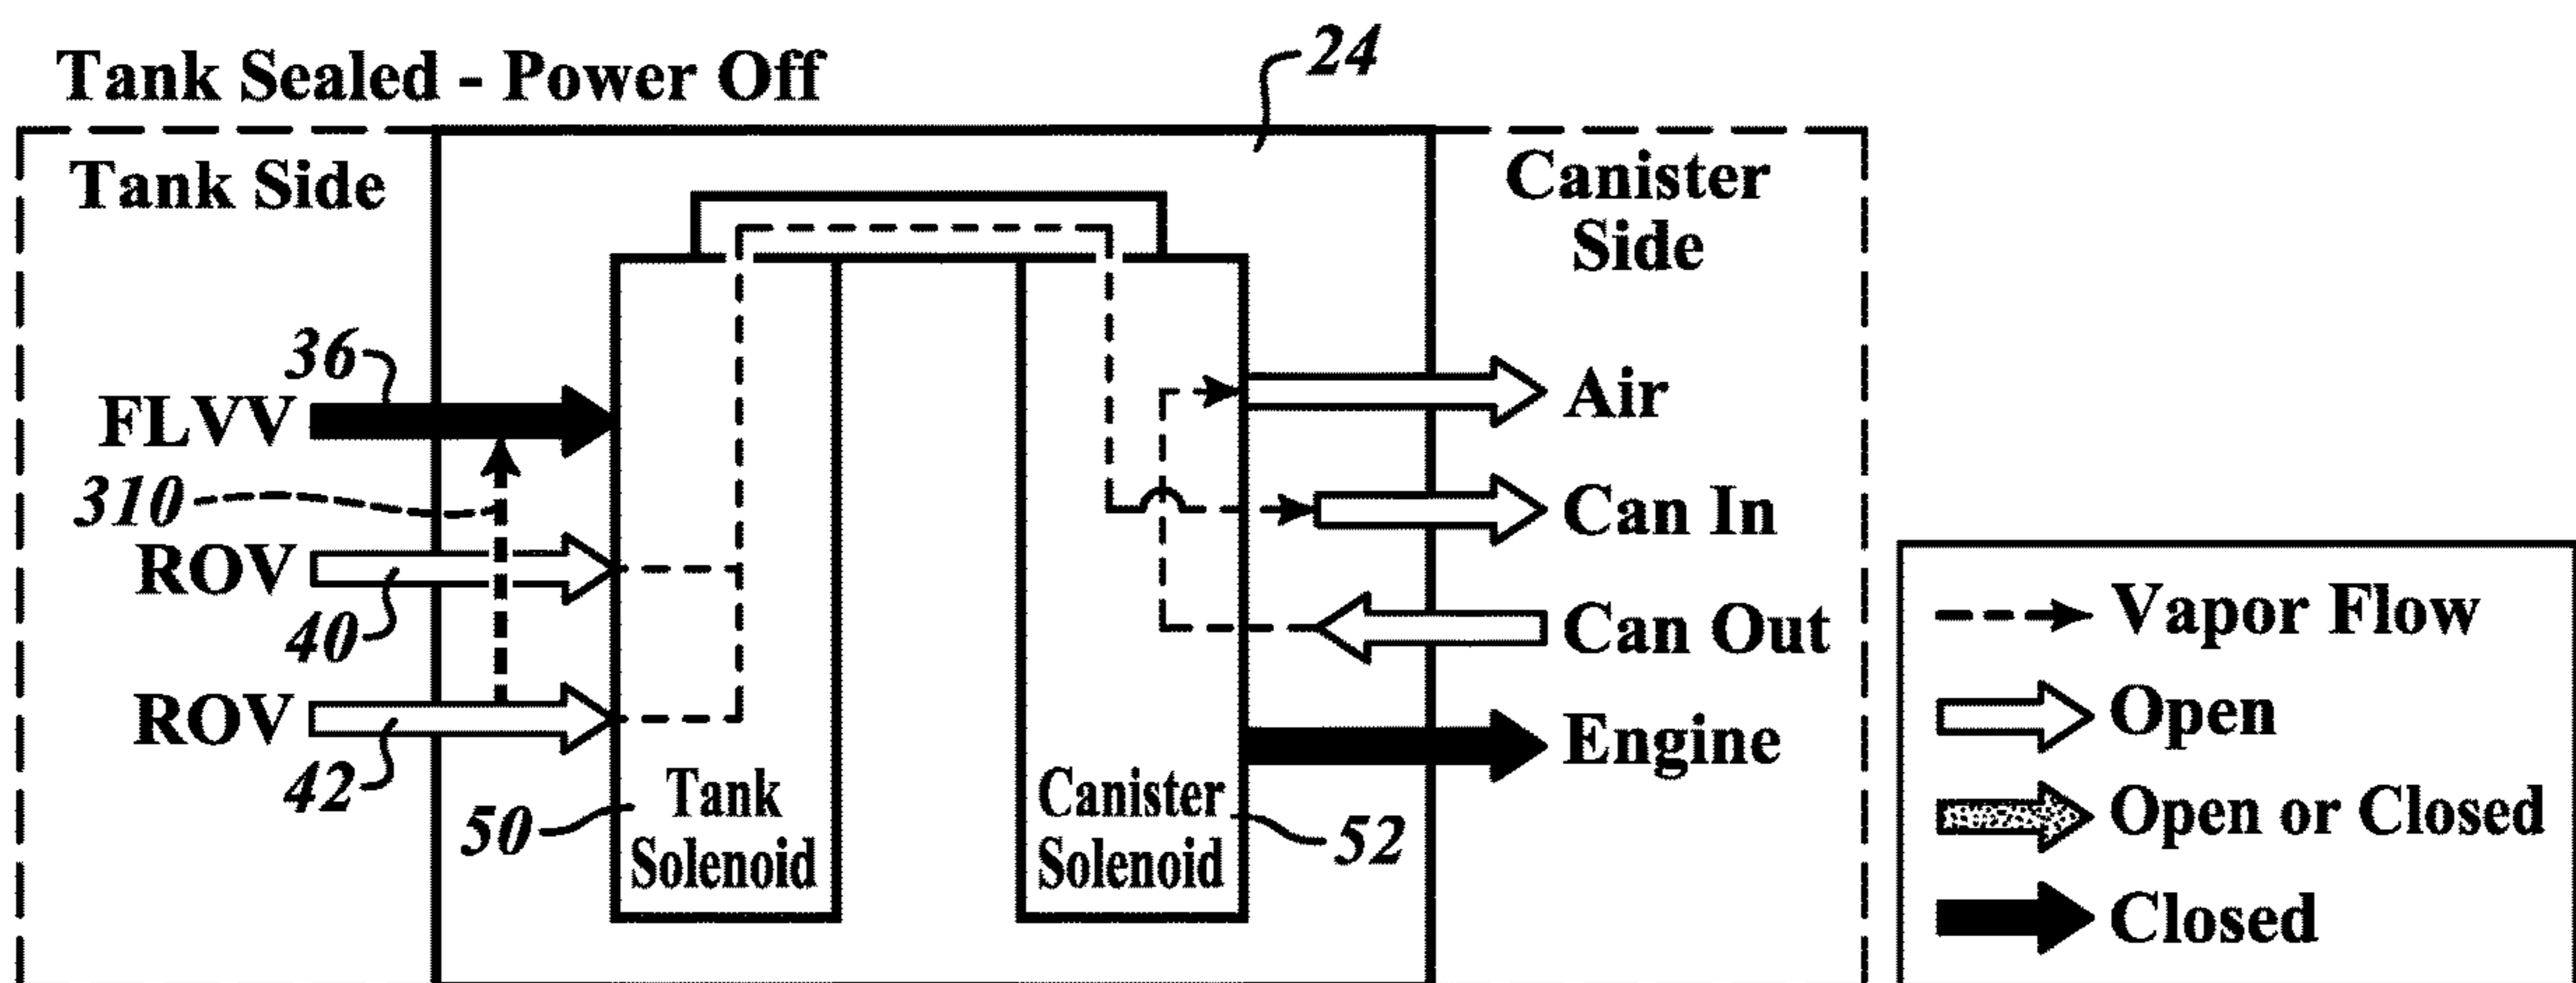 Tank Sealed - Power Off
24
Tank Side
Canister
Side
36
FLVV
310
ROV
40
ROV
42
50
Tank
Solenoid
Canister
Solenoid
52
Air
Can In
Can Out
Engine
Vapor Flow
Open
Open or Closed
Closed